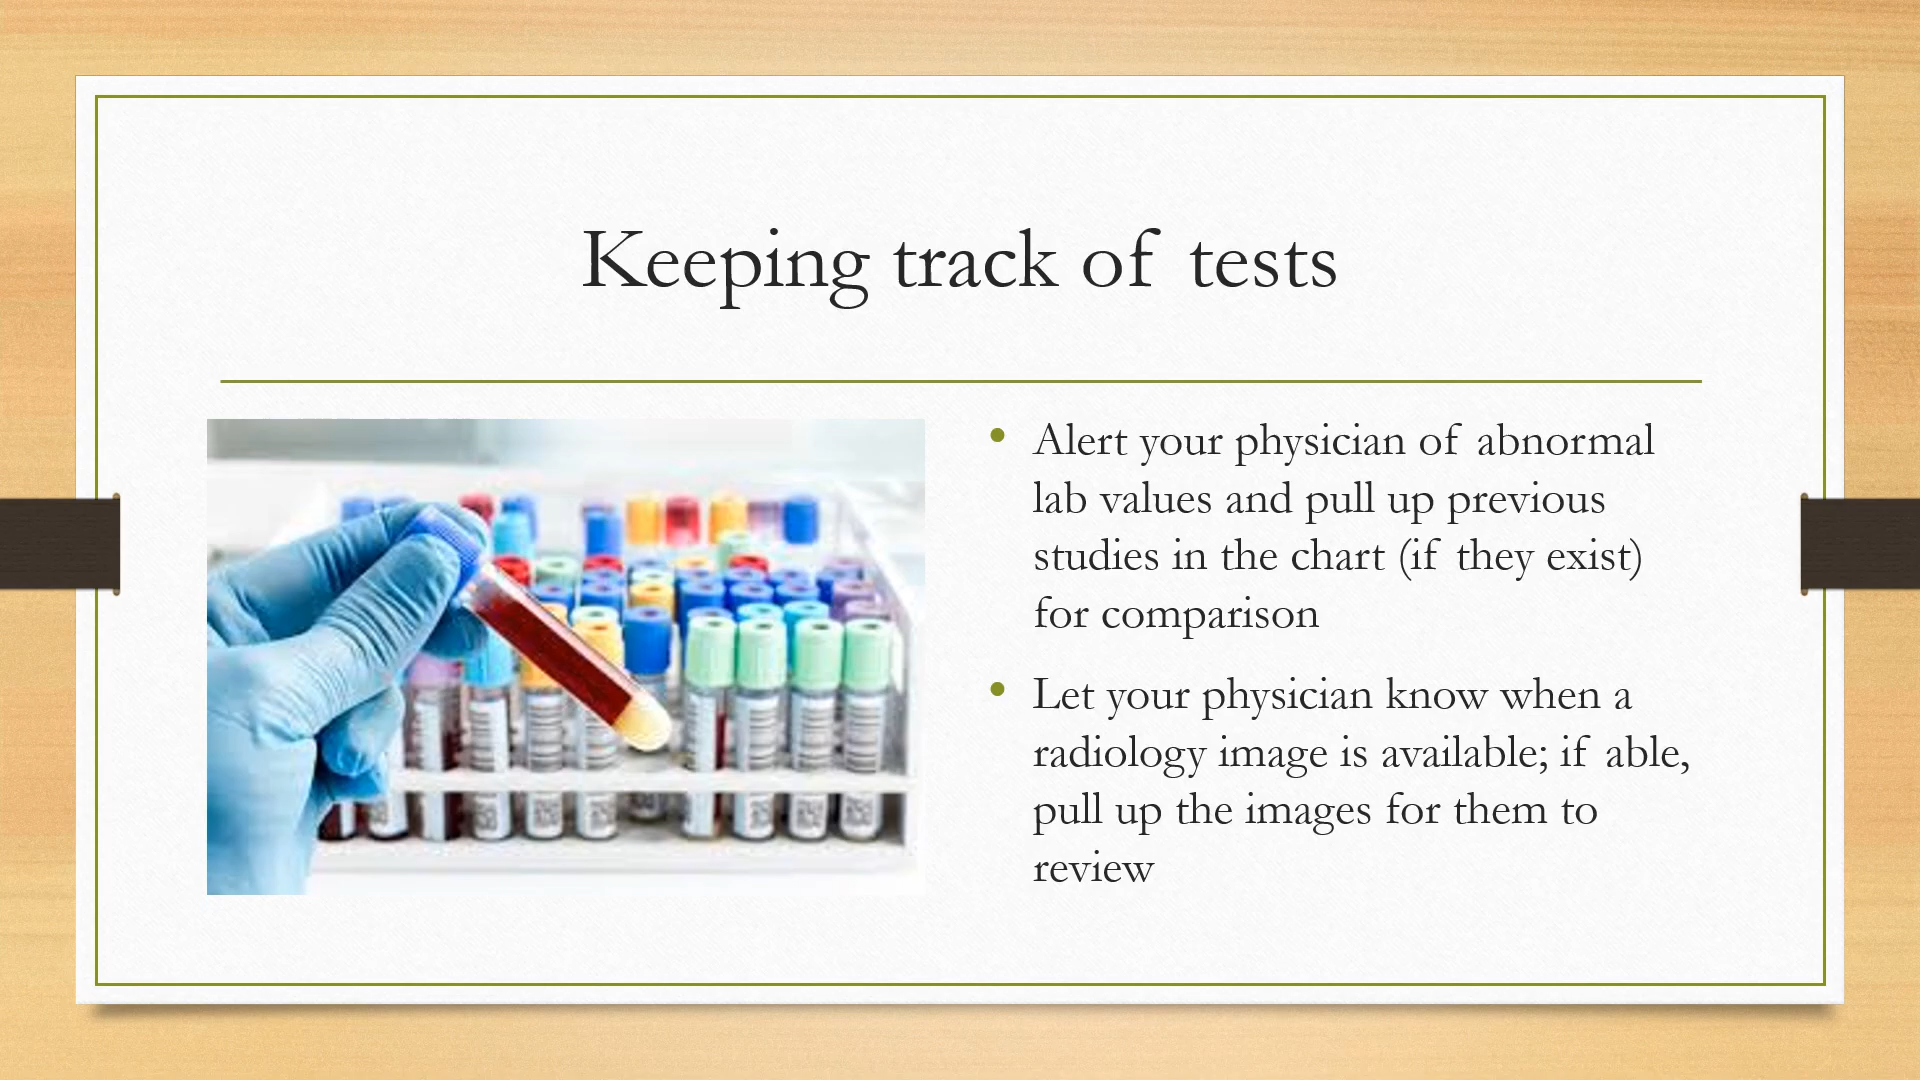 Keeping track of tests
• Alert your physician of abnormal
lab values and pull up previous
studies in the chart (if they exist)
for comparison
• Let your physician know when a
radiology image is available; if able,
pull up the images for them to
review